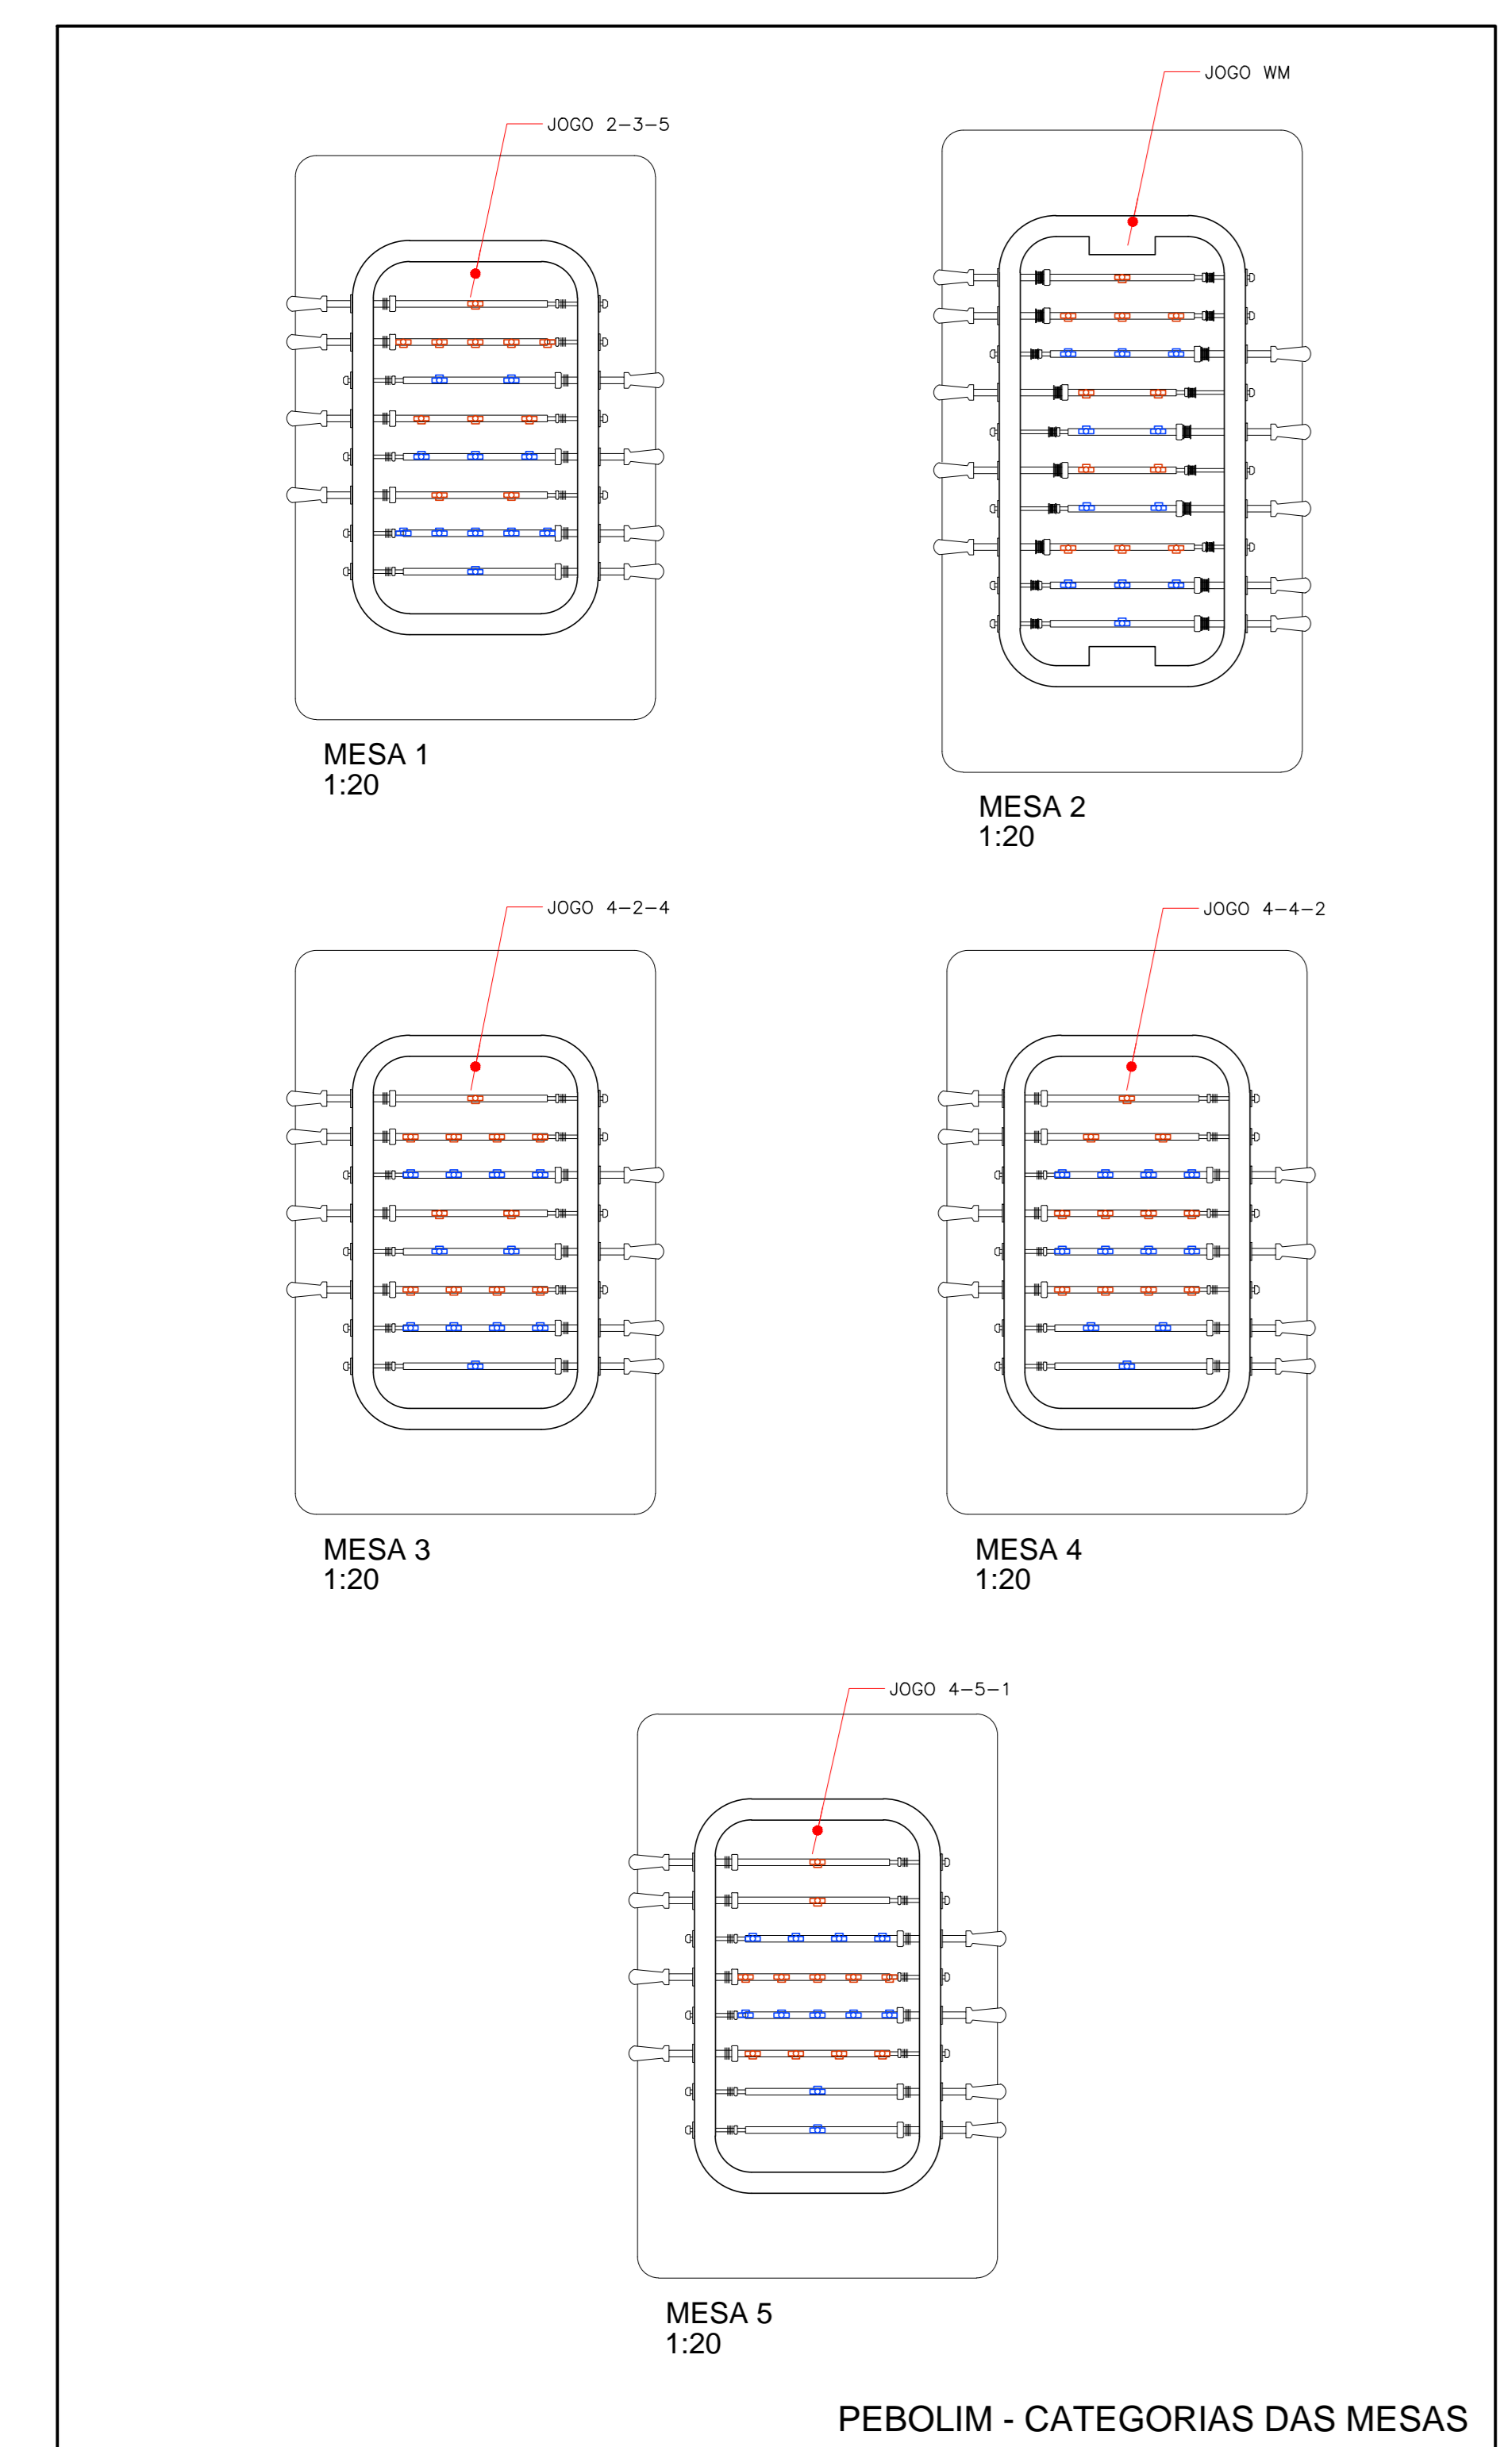 JOGO 2-3-5
JOGO WM
MESA 1
1:20
MESA 2
1:20
JOGO 4-2-4
JOGO 4-4-2
MESA 3
1:20
MESA 4
1:20
JOGO 4-5-1
MESA 5
1:20
PEBOLIM - CATEGORIAS DAS MESAS